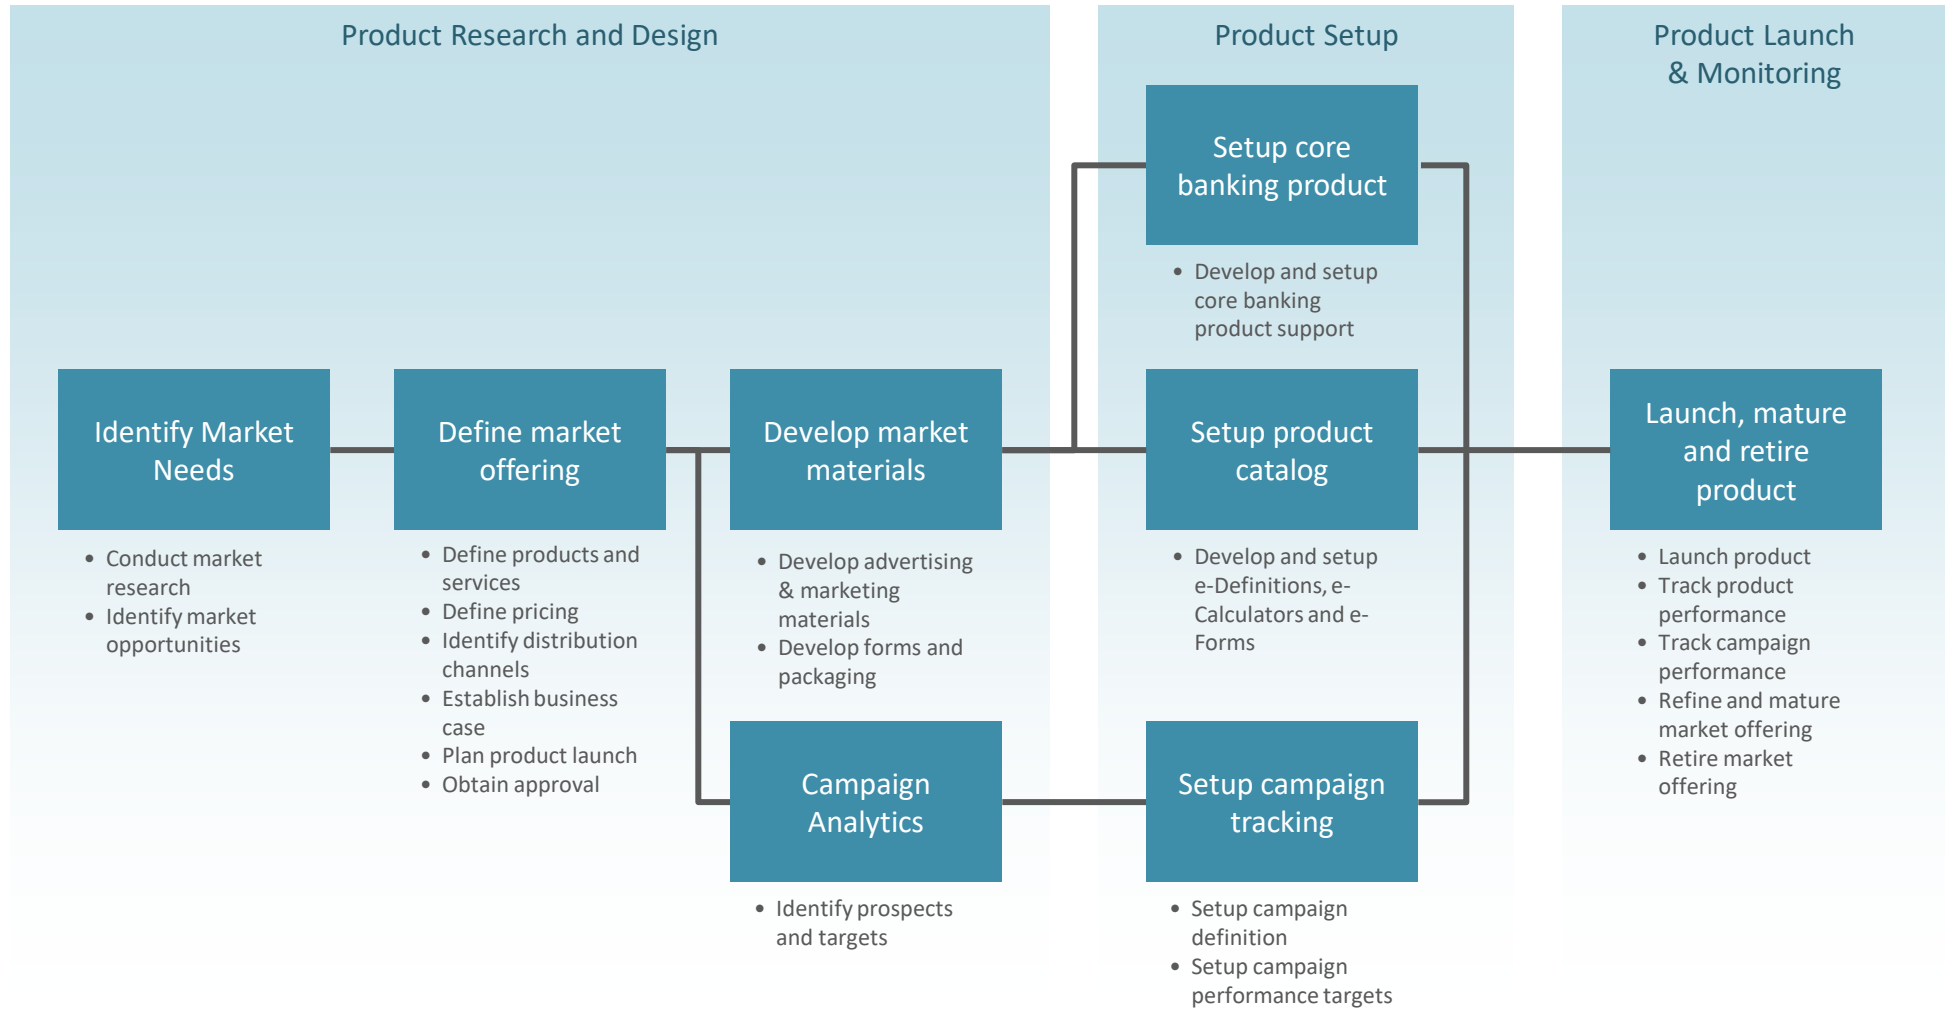 Product Research and Design
Product Setup
Product Launch
& Monitoring
Setup core
banking product
• Develop and setup
core banking
product support
Identify Market
Needs
• Conduct market
research
• Identify market
opportunities
Define market
offering
• Define products and
services
• Define pricing
• Identify distribution
channels
• Establish business
case
• Plan product launch
• Obtain approval
Develop market
materials
• Develop advertising
& marketing
materials
• Develop forms and
packaging
Setup product
catalog
• Develop and setup
e-Definitions, e-
Calculators and e-
Forms
Launch, mature
and retire
product
• Launch product
• Track product
performance
• Track campaign
performance
• Refine and mature
market offering
• Retire market
offering
Campaign
Analytics
• Identify prospects
and targets
Setup campaign
tracking
• Setup campaign
definition
• Setup campaign
performance targets